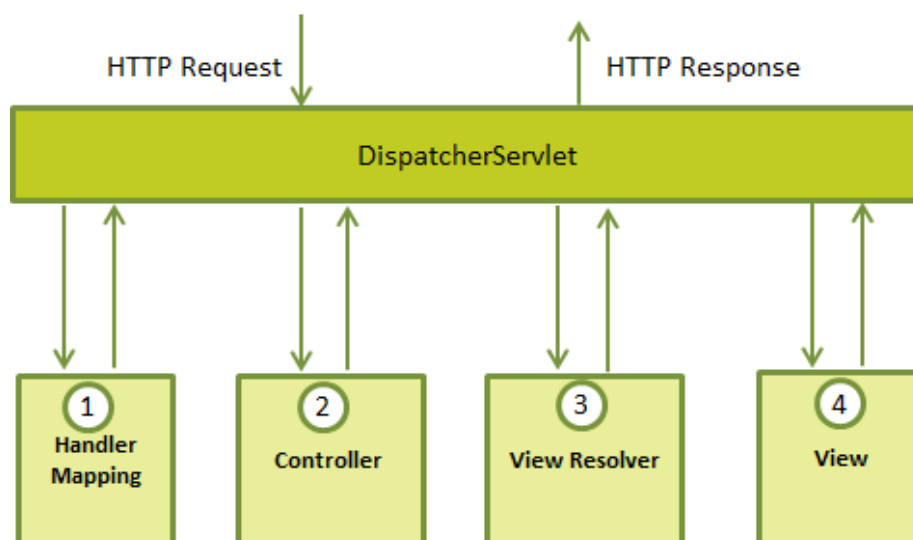 HTTP Request
HTTP Response
DispatcherServlet
1
Handler
Mapping
2
Controller
3
View Resolver
4
View